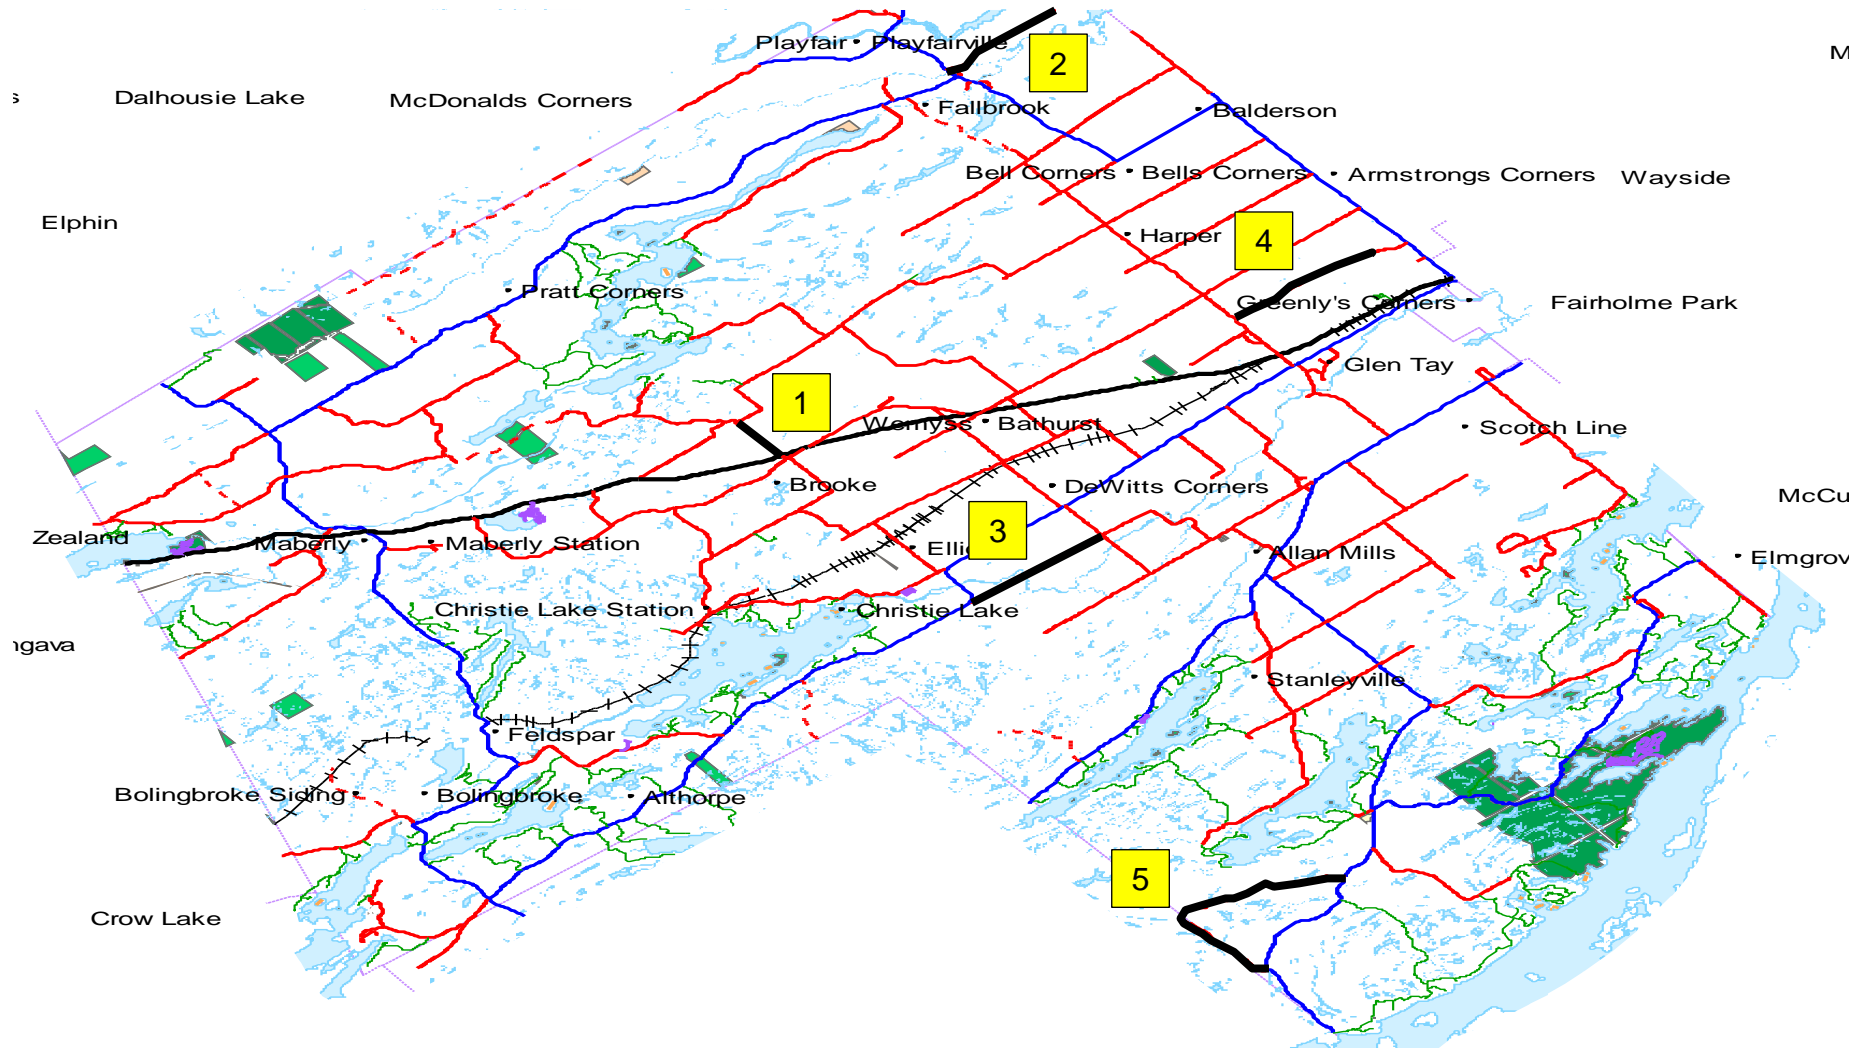 Playfair
Playfairville
2
M
s
Dalhousie Lake
McDonalds Corners
Fallbrook
Balderson
Bell Corners
Bells Corners
Armstrongs Corners
Wayside
Elphin
Harper
4
Pratt Corners
Greenly's Corners
Fairholme Park
Glen Tay
1
Wemyss
Bathurst
Scotch Line
Brooke
DeWitts Corners
McCu
3
Zealand
Maberly
Maberly Station
Ellio
Allan Mills
Elmgrov
Christie Lake Station
Christie Lake
ngava
Stanleyville
Feldspar
Bolingbroke Siding
Bolingbroke
Althorpe
5
Crow Lake